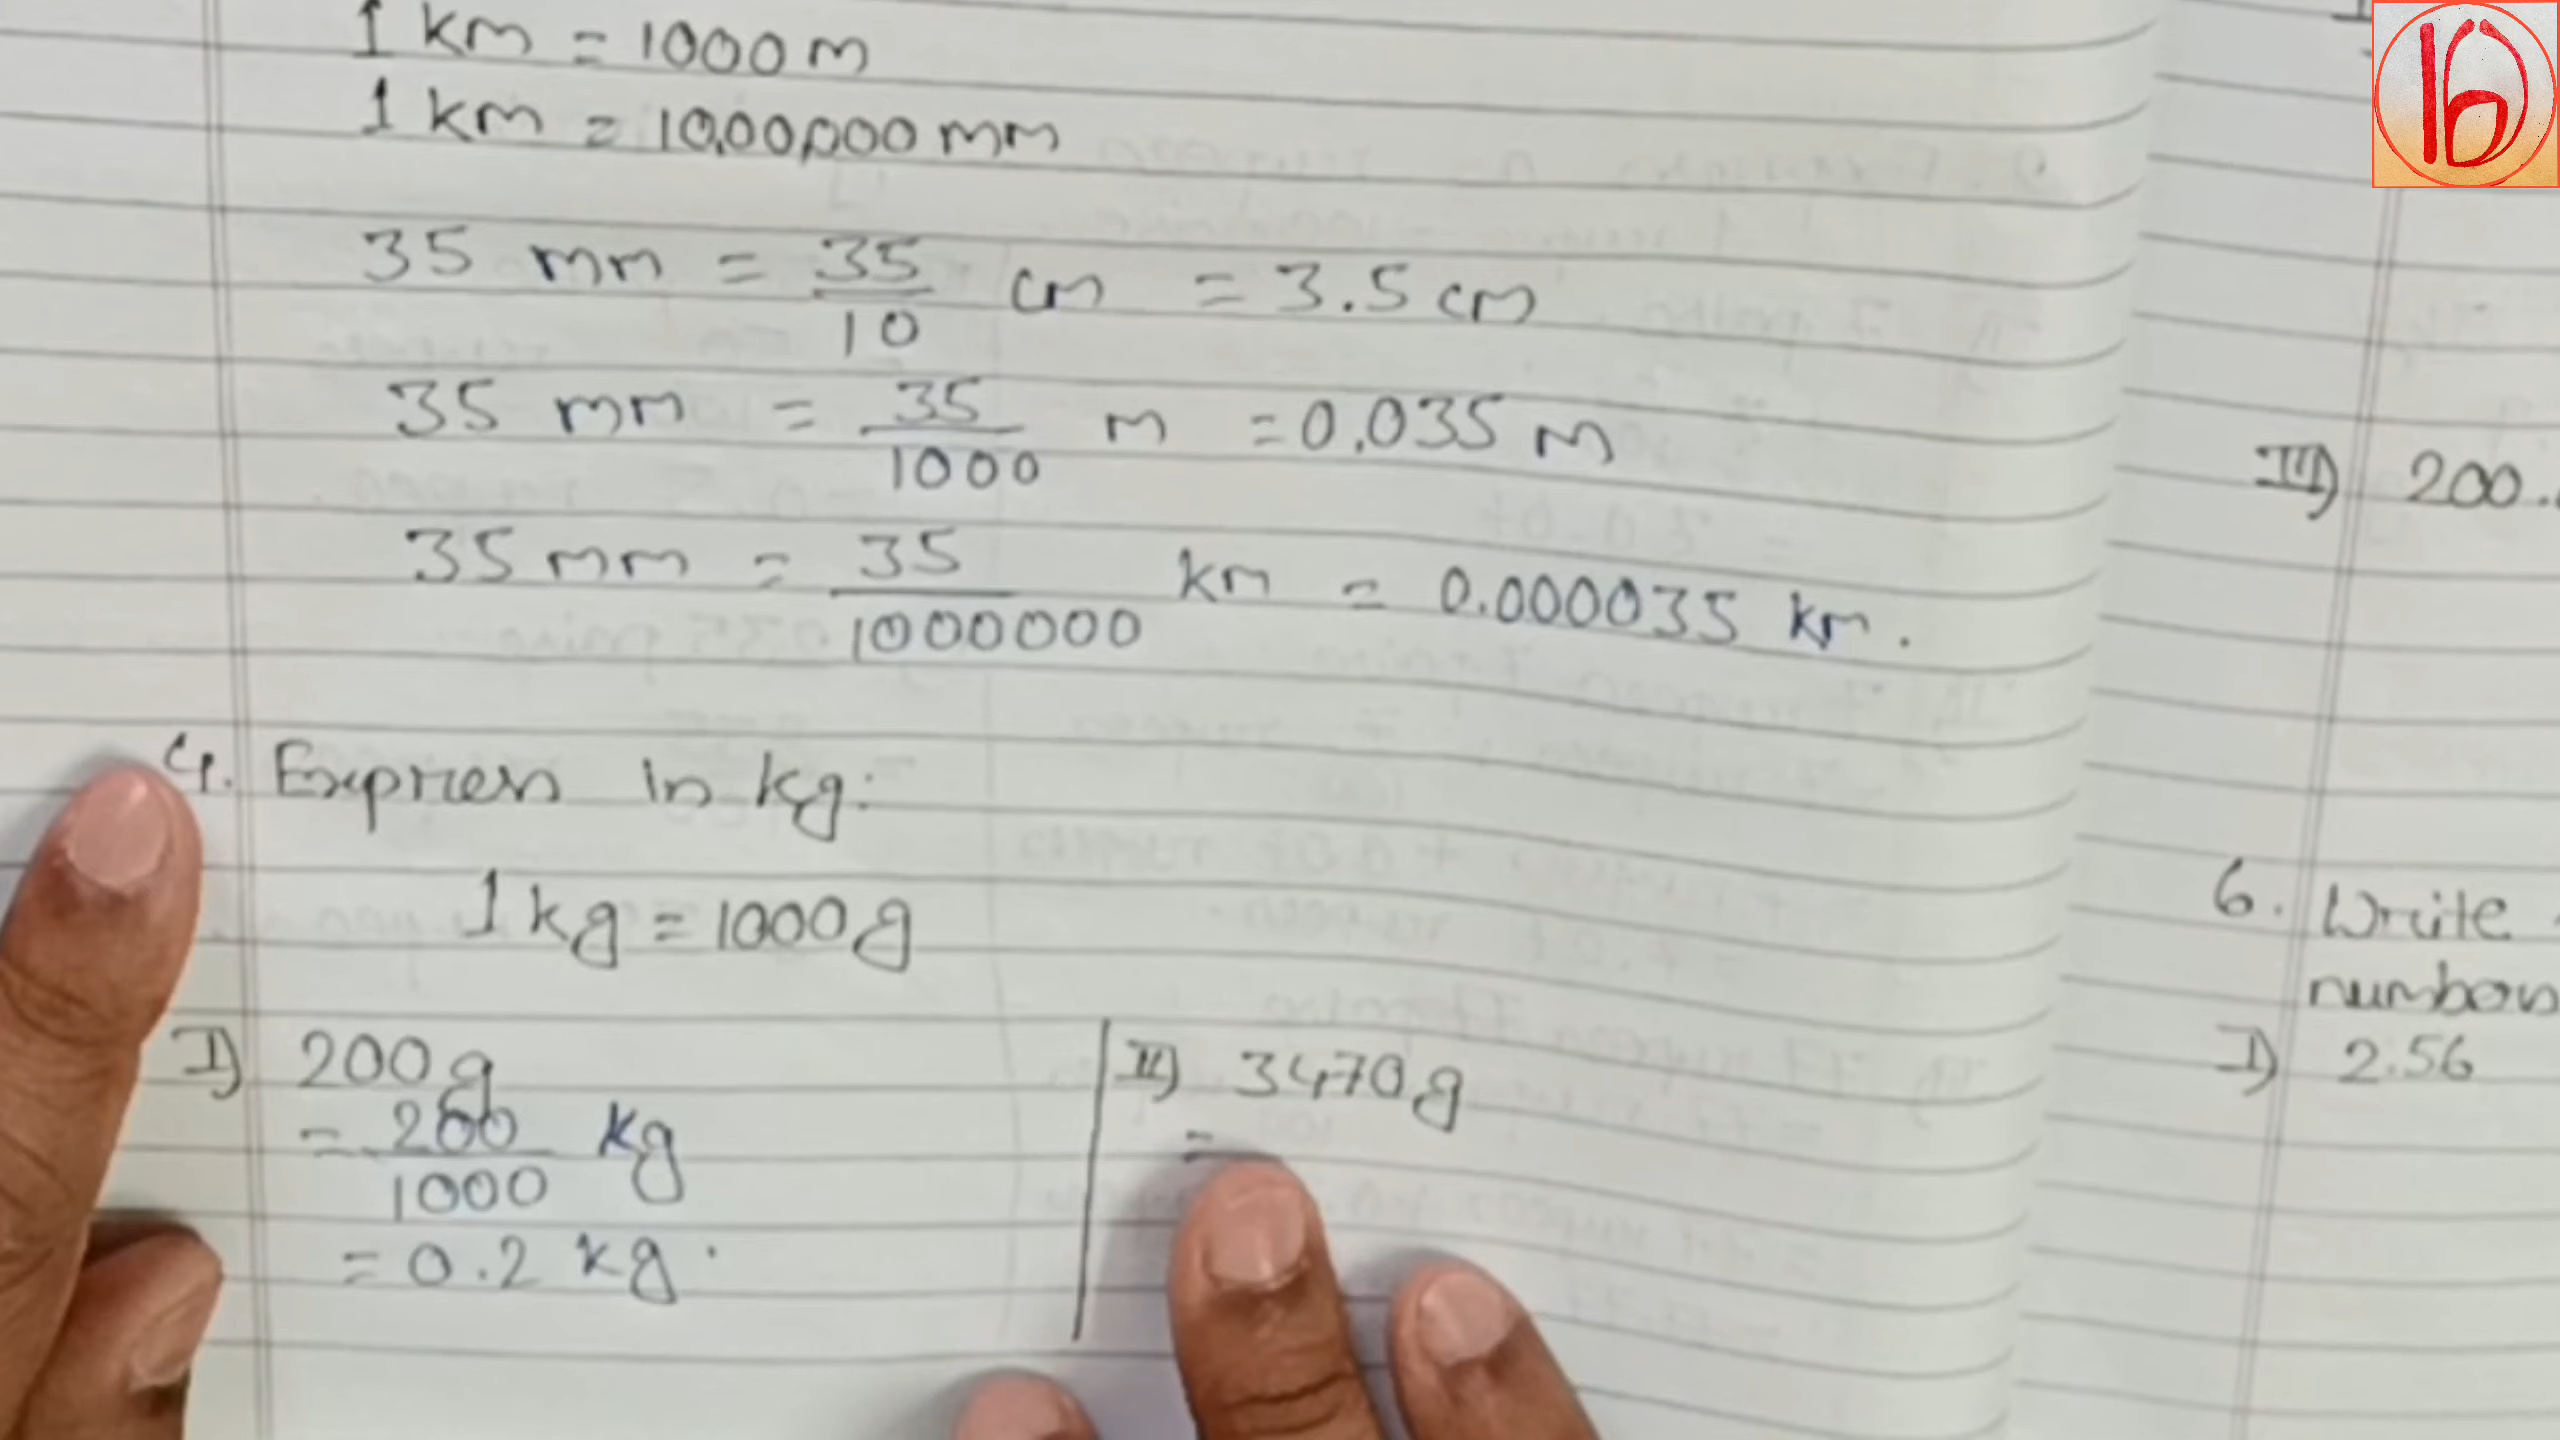 1 km = 1000 m
1 km = 10,00,000 mm
35 mm = 35/10 cm = 3.5 cm
35 mm = 35/1000 m = 0.035 m
35 mm = 35/1000000 km = 0.000035 km.
4. Express in kg:
1 kg = 1000 g
I) 200 g
= 200/1000 kg
= 0.2 kg.
II) 3470 g
=
III) 200.
6. Write
numbers
I) 2.56